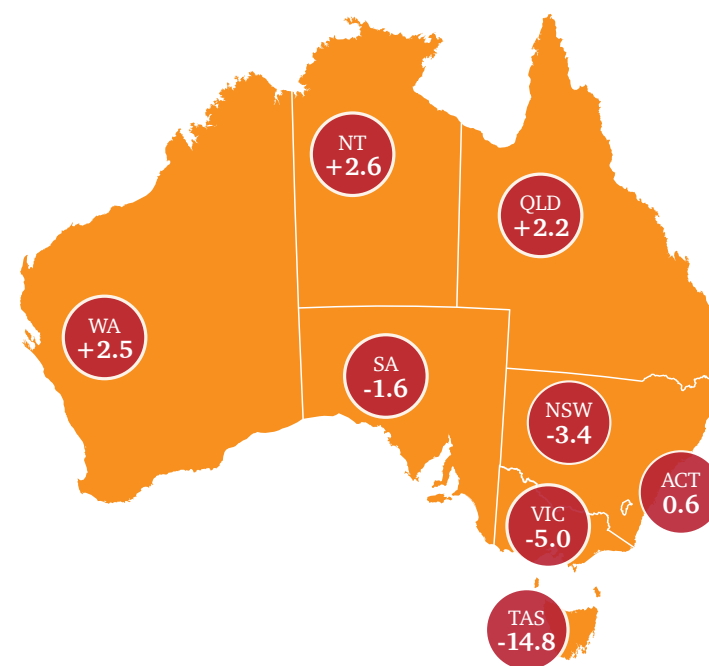 NT
+2.6
QLD
+2.2
WA
+2.5
SA
-1.6
NSW
-3.4
ACT
0.6
VIC
-5.0
TAS
-14.8